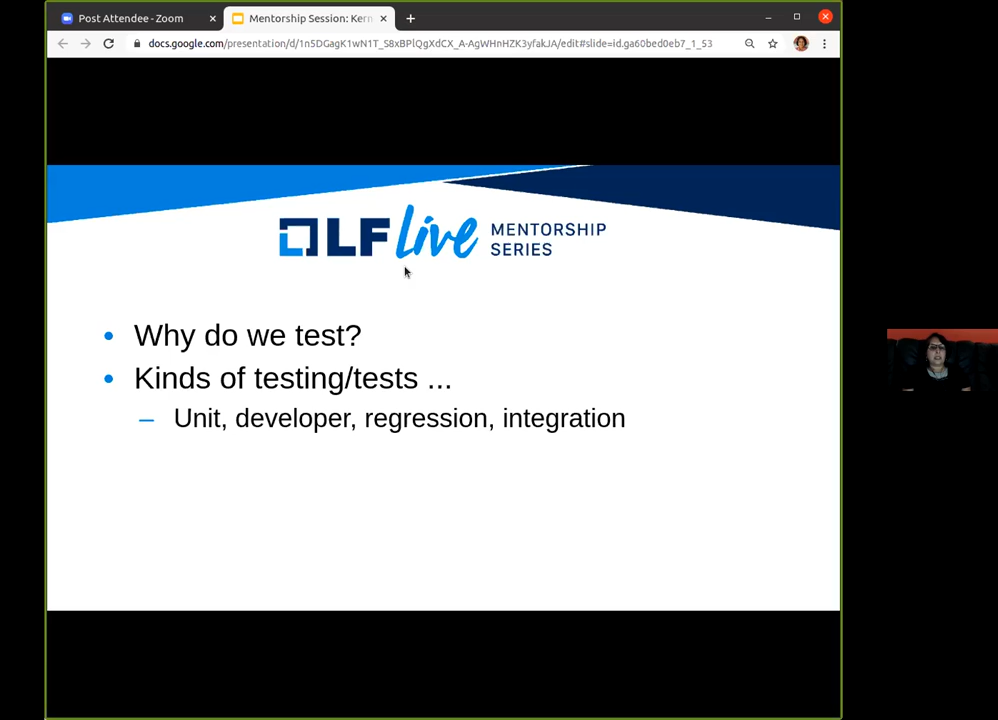 Post Attendee - Zoom
Mentorship Session: Kern
docs.google.com/presentation/d/1n5DGagK1wN1T_S8xBPlQgXdCX_A-AgWHnHZK3yfakJA/edit#slide=id.ga60bed0eb7_1_53
LF Live MENTORSHIP
SERIES
• Why do we test?
• Kinds of testing/tests ...
– Unit, developer, regression, integration